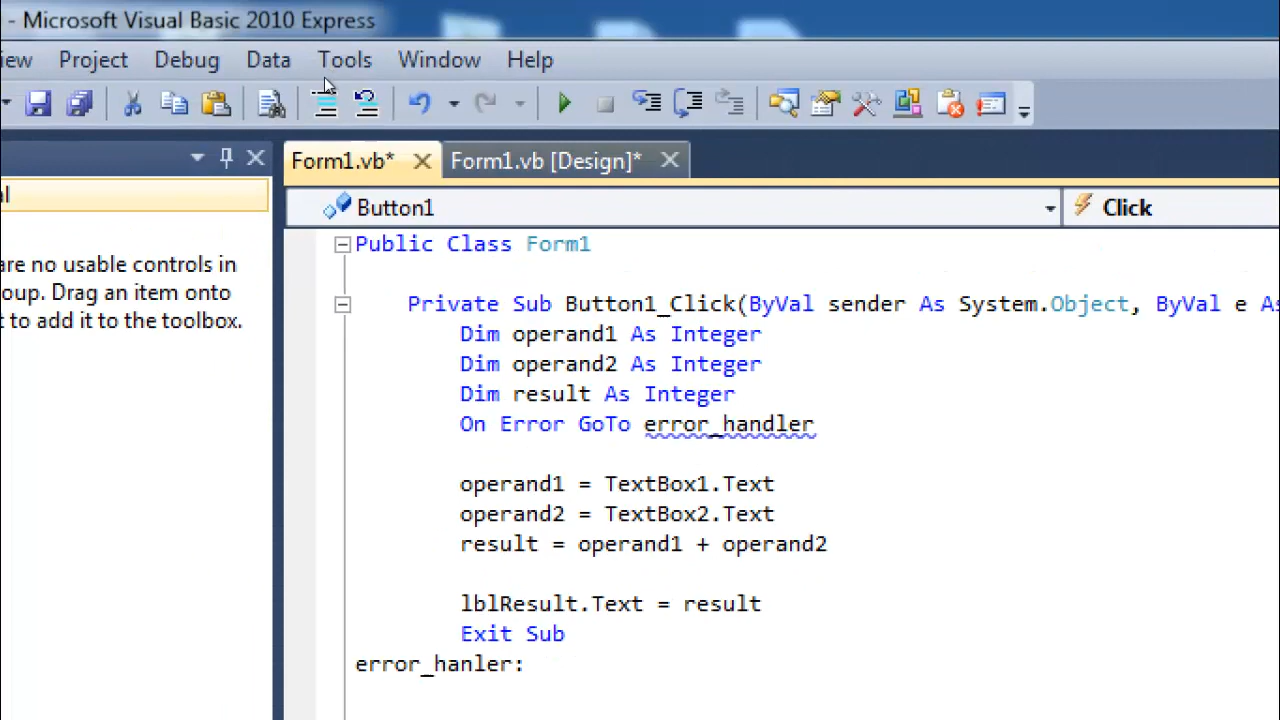 - Microsoft Visual Basic 2010 Express
iew Project Debug Data Tools Window Help
Form1.vb* Form1.vb [Design]*
al
Button1 Click
are no usable controls in
oup. Drag an item onto
t to add it to the toolbox.
Public Class Form1
Private Sub Button1_Click(ByVal sender As System.Object, ByVal e As
Dim operand1 As Integer
Dim operand2 As Integer
Dim result As Integer
On Error GoTo error_handler
operand1 = TextBox1.Text
operand2 = TextBox2.Text
result = operand1 + operand2
lblResult.Text = result
Exit Sub
error_hanler: